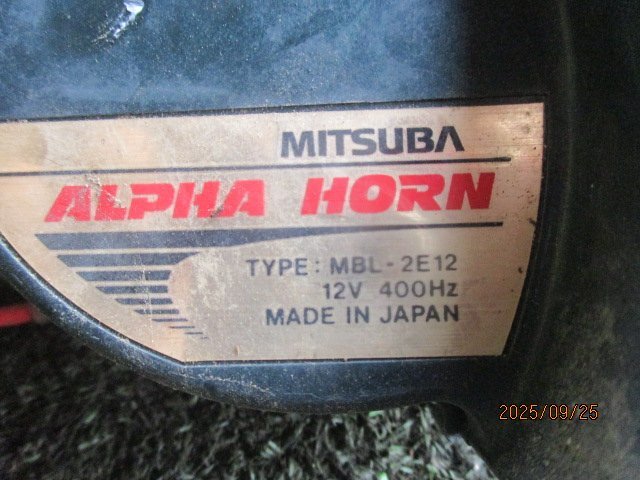 MITSUBA
ALPHA HORN
TYPE: MBL-2E12
12V 400Hz
MADE IN JAPAN
2025/09/25